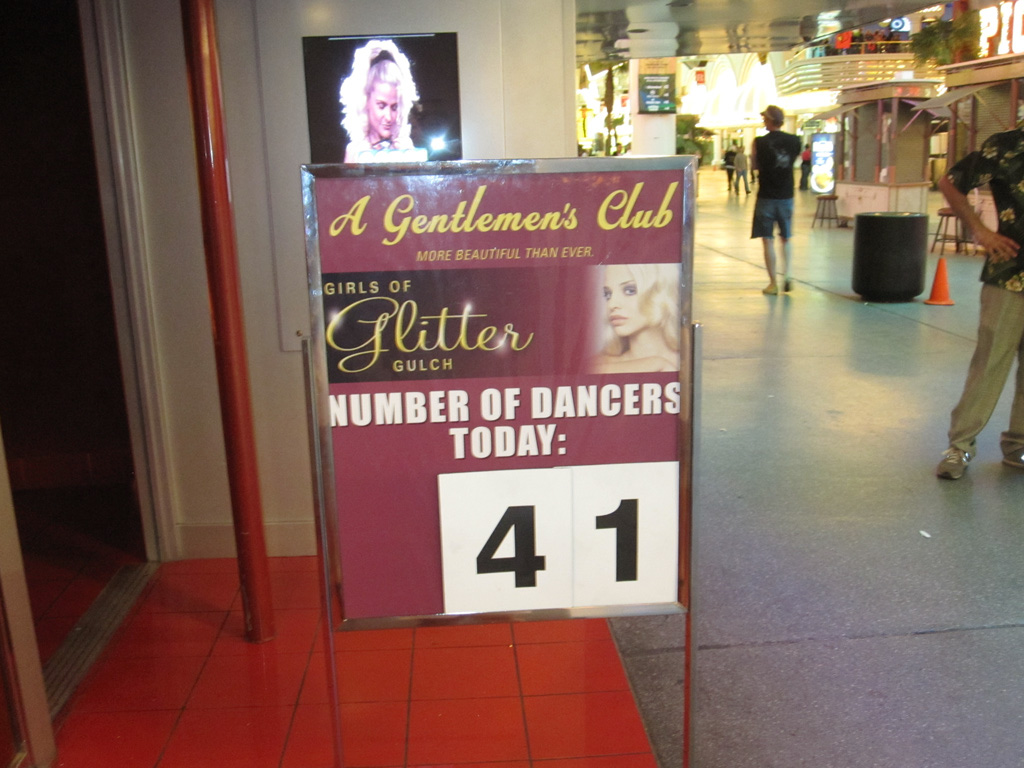 A Gentlemen's Club
MORE BEAUTIFUL THAN EVER.
GIRLS OF
Glitter
GULCH
NUMBER OF DANCERS
TODAY:
41